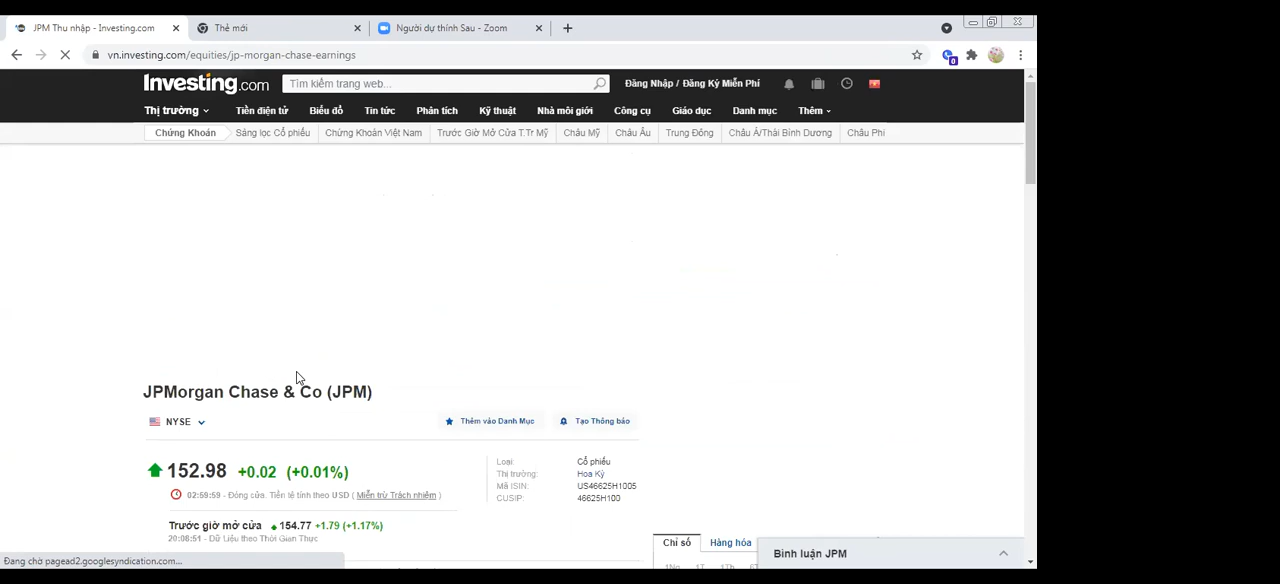 JPM Thu nhập - Investing.com
Thẻ mới
Người dự thính Sau - Zoom
vn.investing.com/equities/jp-morgan-chase-earnings
0
Investing.com
Tìm kiếm trang web...
Đăng Nhập / Đăng Ký Miễn Phí
Thị trường Tiền điện tử Biểu đồ Tin tức Phân tích Kỹ thuật Nhà môi giới Công cụ Giáo dục Danh mục Thêm
Chứng Khoán Sàng lọc Cổ phiếu Chứng Khoán Việt Nam Trước Giờ Mở Cửa T.Tr Mỹ Châu Mỹ Châu Âu Trung Đông Châu Á/Thái Bình Dương Châu Phi
JPMorgan Chase & Co (JPM)
NYSE
Thêm vào Danh Mục
Tạo Thông báo
152.98 +0.02 (+0.01%)
02:59:59 - Đóng cửa. Tiền tệ tính theo USD ( Miễn trừ Trách nhiệm )
Trước giờ mở cửa 154.77 +1.79 (+1.17%)
20:08:51 - Dữ Liệu theo Thời Gian Thực
Loại: Cổ phiếu
Thị trường: Hoa Kỳ
Mã ISIN: US46625H1005
CUSIP: 46625H100
Chỉ số Hàng hóa
Bình luận JPM
Đang chờ pagead2.googlesyndication.com...